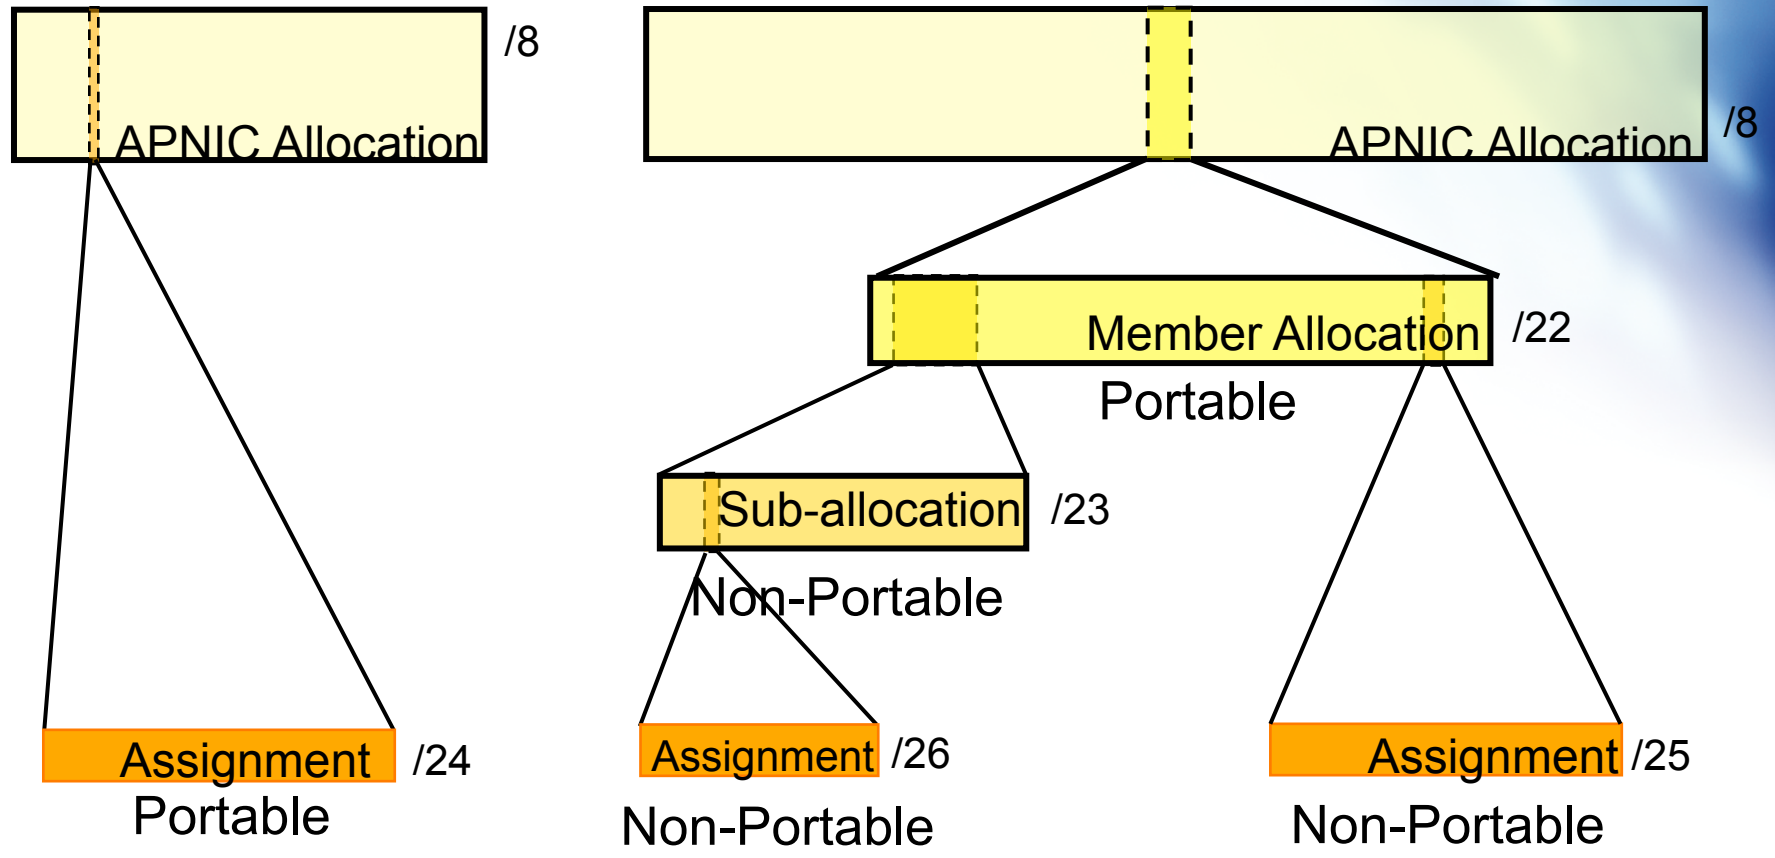 /8
APNIC Allocation
/8
APNIC Allocation
Member Allocation
/22
Portable
Sub-allocation
/23
Non-Portable
Assignment
/24
Portable
Assignment
/26
Non-Portable
Assignment
/25
Non-Portable